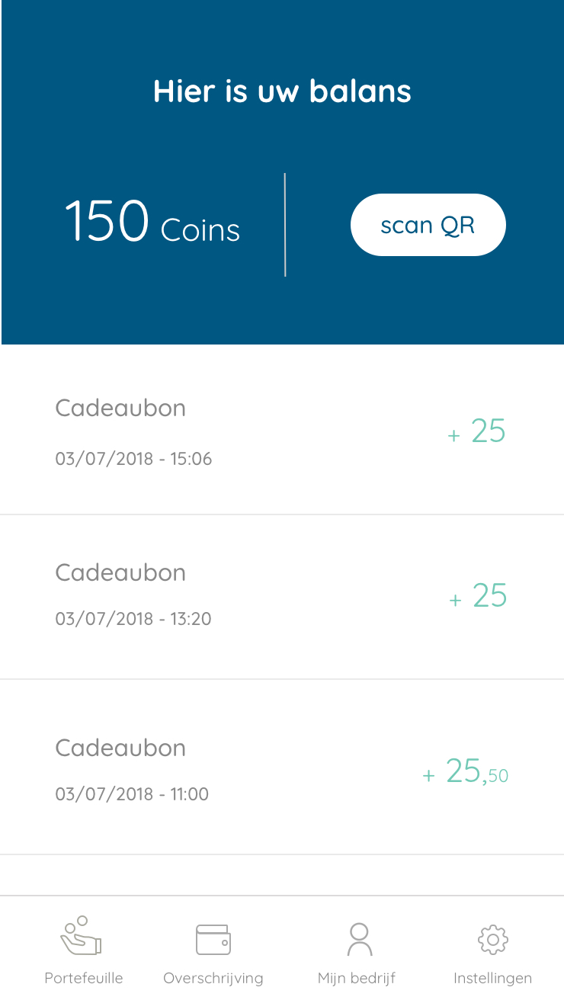 Hier is uw balans
150 Coins
scan QR
Cadeaubon
+ 25
03/07/2018 - 15:06
Cadeaubon
+ 25
03/07/2018 - 13:20
Cadeaubon
+ 25,50
03/07/2018 - 11:00
Portefeuille
Overschrijving
Mijn bedrijf
Instellingen